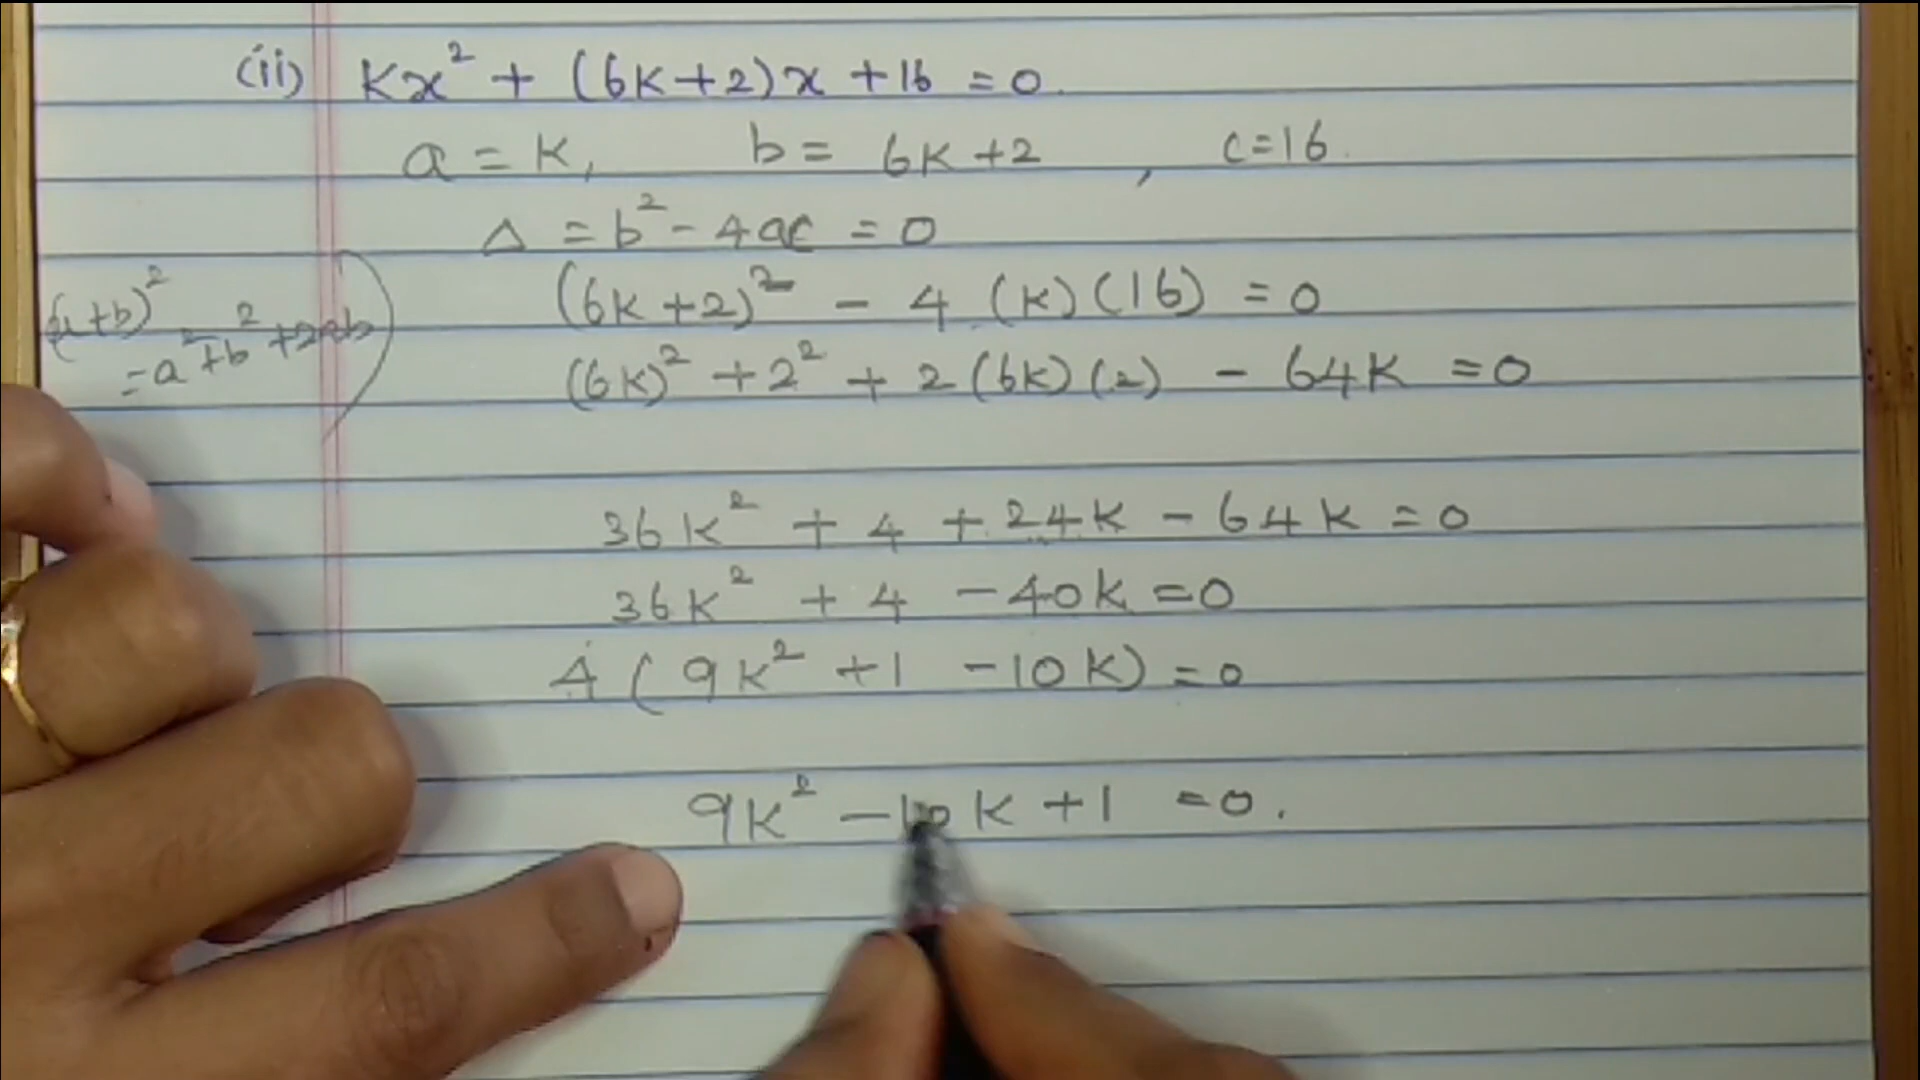 (ii) Kx² + (6K+2)x + 16 = 0.
a = K, b = 6K+2 , c=16.
Δ = b² - 4ac = 0
(6K+2)² - 4 (K)(16) = 0
(a+b)²
= a²+b²+2ab
(6K)² + 2² + 2(6K)(2) - 64K = 0
36K² + 4 + 24K - 64K = 0
36K² + 4 - 40K = 0
4 ( 9K² + 1 - 10K) = 0
9K² - 10K + 1 = 0.